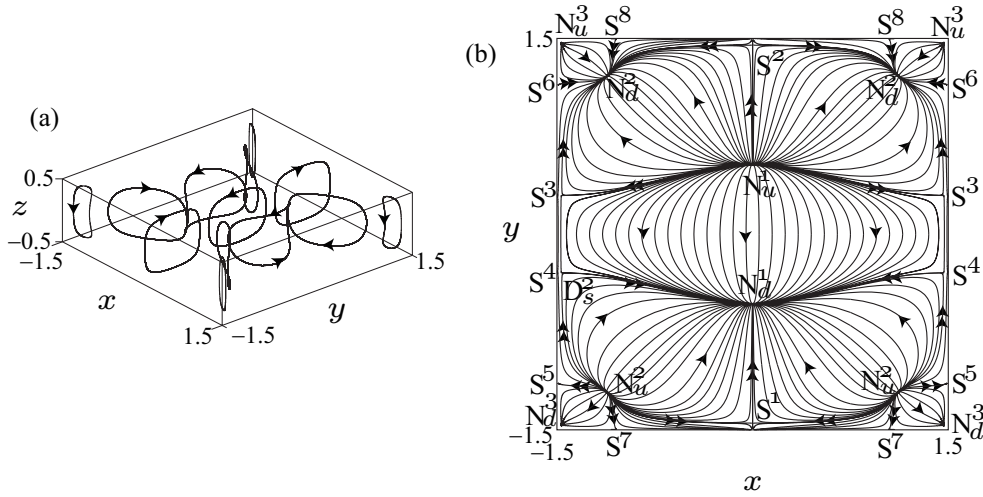 (a)
0.5
z
−0.5
−1.5
x
1.5
−1.5
y
1.5
(b)
N_u^3 S^8 S^8 N_u^3
1.5
S^2
S^6 N_d^2 N_d^2 S^6
N_u^1
S^3 S^3
y
S^4 N_d^1 S^4
D_s^2
S^5 N_u^2 N_u^2 S^5
N_d^3 S^1 N_d^3
−1.5
−1.5 S^7 S^7 1.5
x